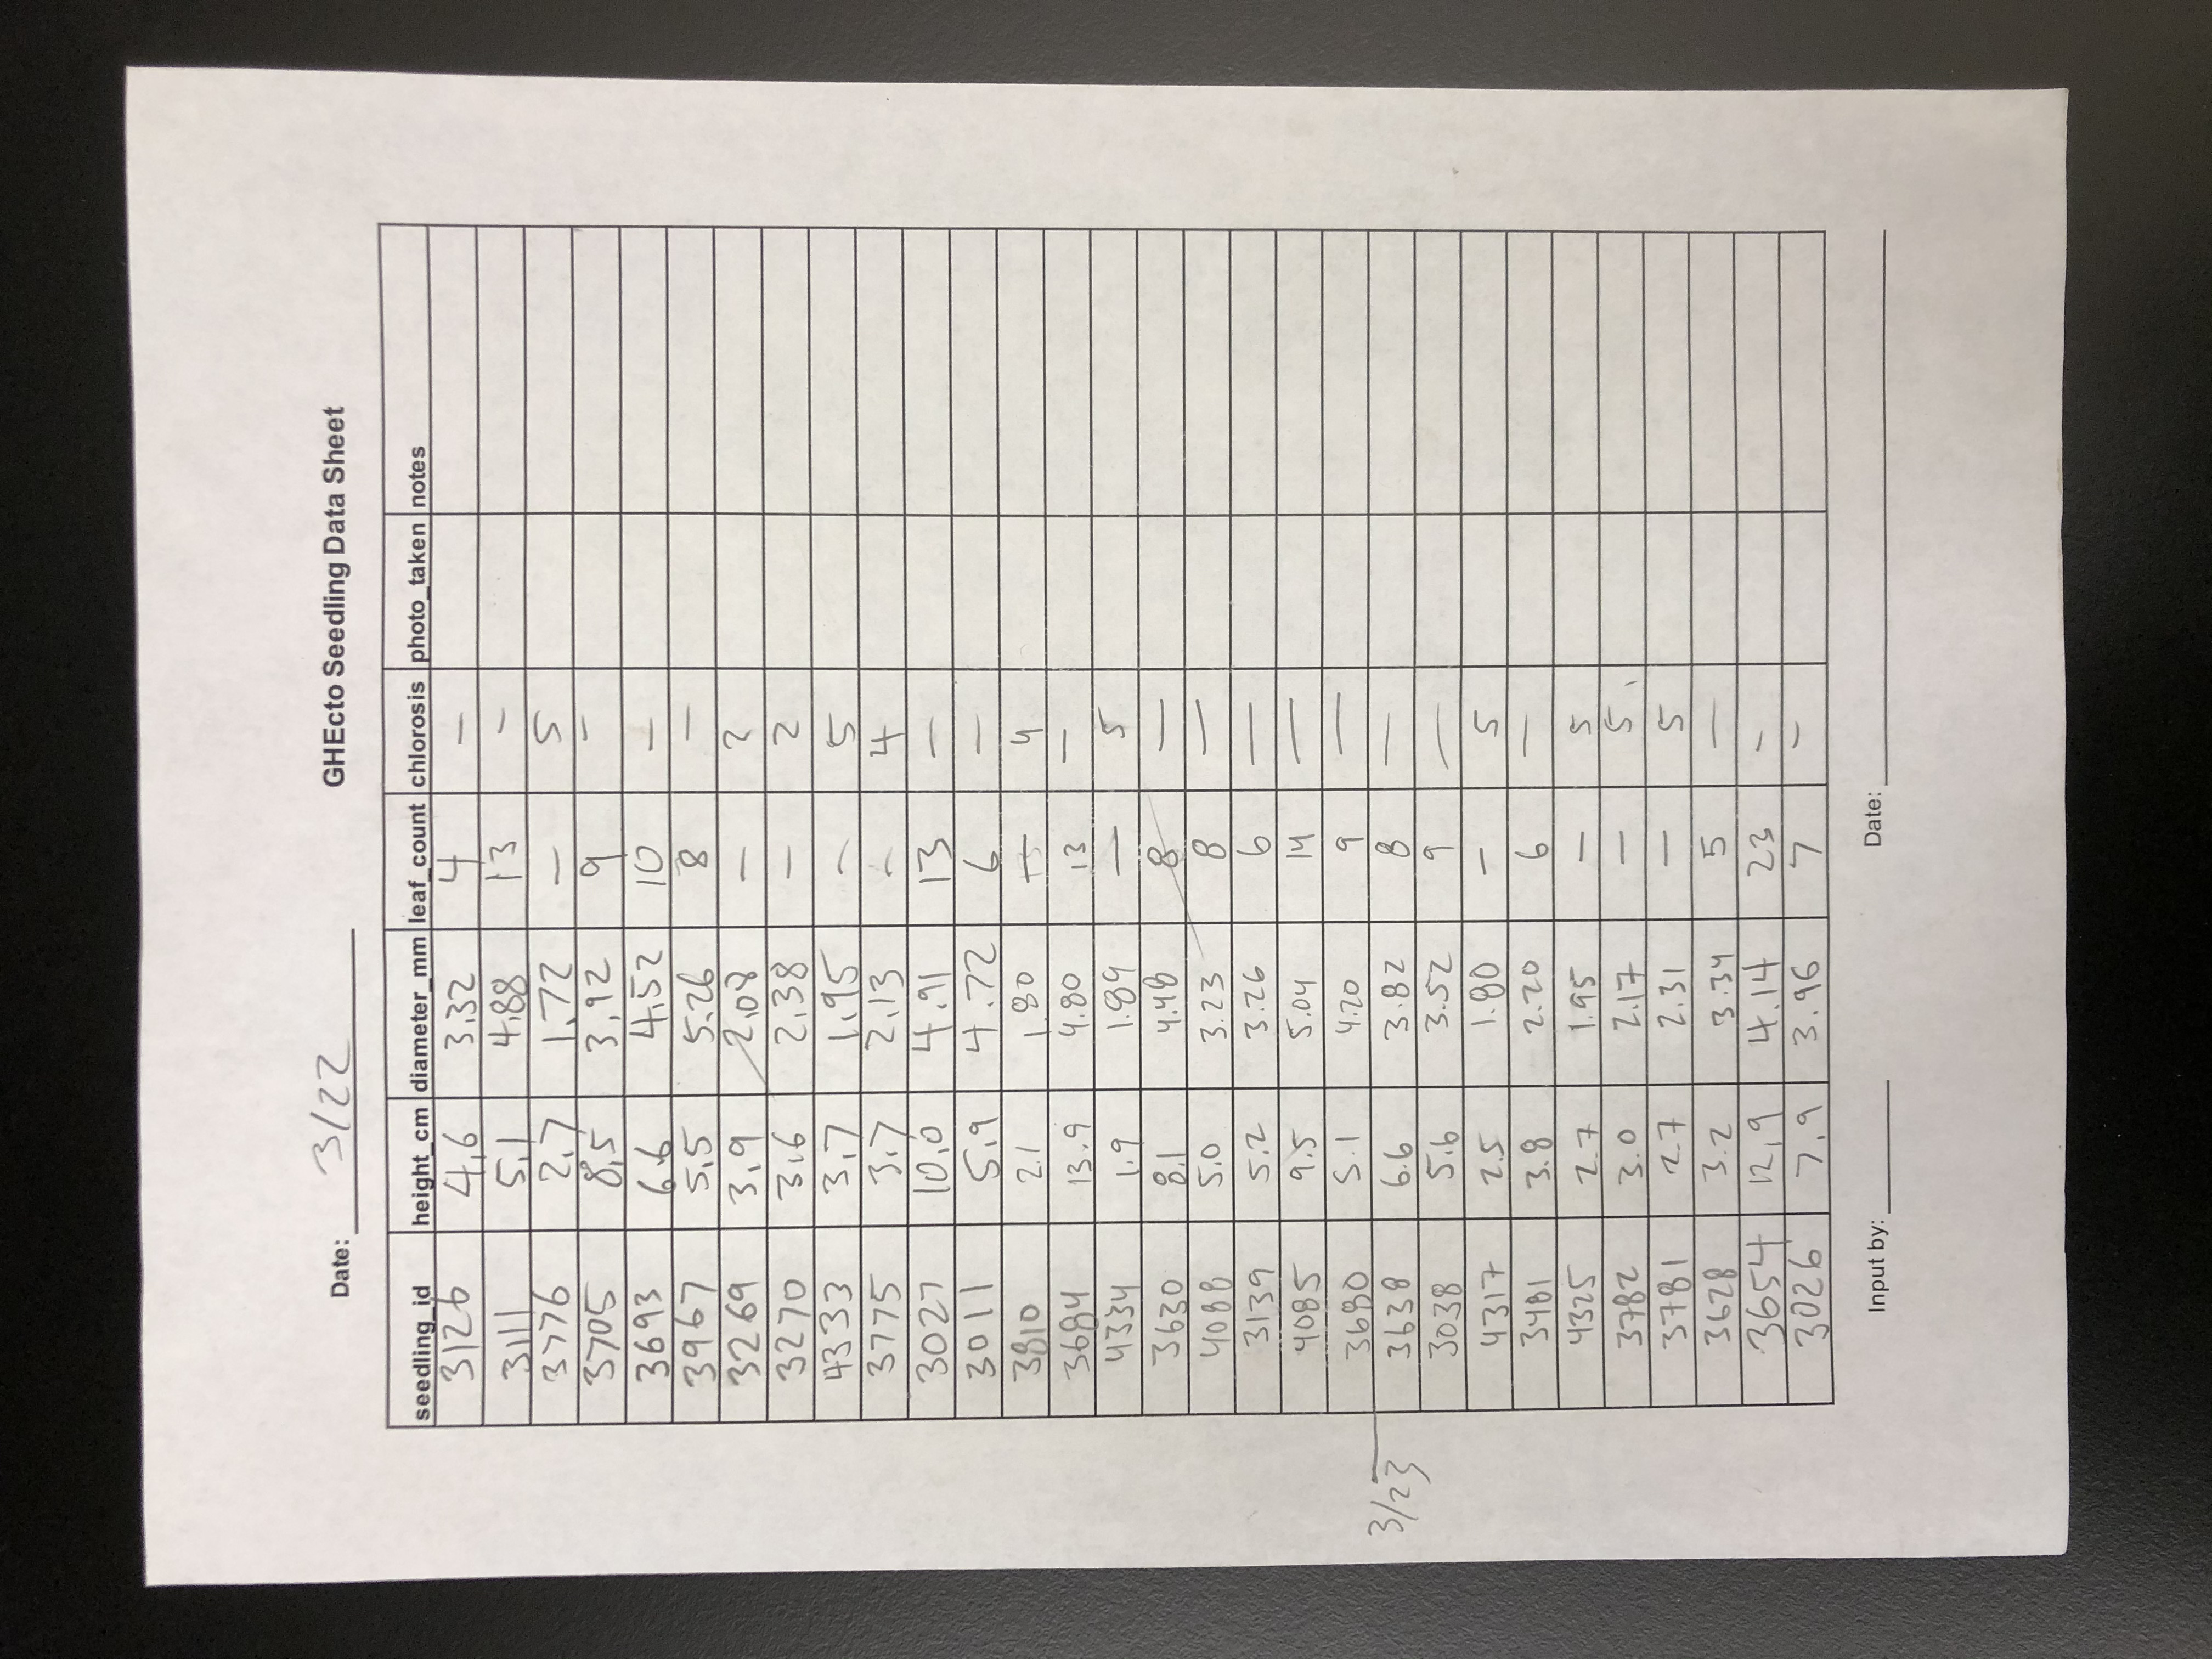 GHEcto Seedling Data Sheet
Date: 3/22
seedling_id height_cm diameter_mm leaf_count chlorosis photo_taken notes
3126 4.6 3.32 4 —
3111 5.1 4.88 13 —
3776 2.7 1.72 — 5
3705 8.5 3.92 9 —
3693 6.6 4.52 10 —
3967 5.5 5.26 8 —
3269 3.9 2.08 — 2
3270 3.6 2.38 — 2
4333 3.7 1.95 — 5
3775 3.7 2.13 — 4
3027 10.0 4.91 13 —
3011 5.9 4.72 6 —
3810 2.1 1.80 — 4
3684 13.9 4.80 13 —
4334 1.9 1.89 — 5
3630 8.1 4.48 8 —
4088 5.0 3.23 8 —
3139 5.2 3.26 6 —
4085 9.5 5.04 14 —
3680 5.1 4.20 9 —
3/23
3638 6.6 3.82 8 —
3038 5.6 3.52 9 —
4317 2.5 1.80 — 5
3481 3.8 2.20 6 —
4325 2.7 1.95 — 5
3782 3.0 2.17 — 5
3781 2.7 2.31 — 5
3628 3.2 3.34 5 —
3654 12.9 4.14 23 —
3026 7.9 3.96 7 —
Input by: Date: